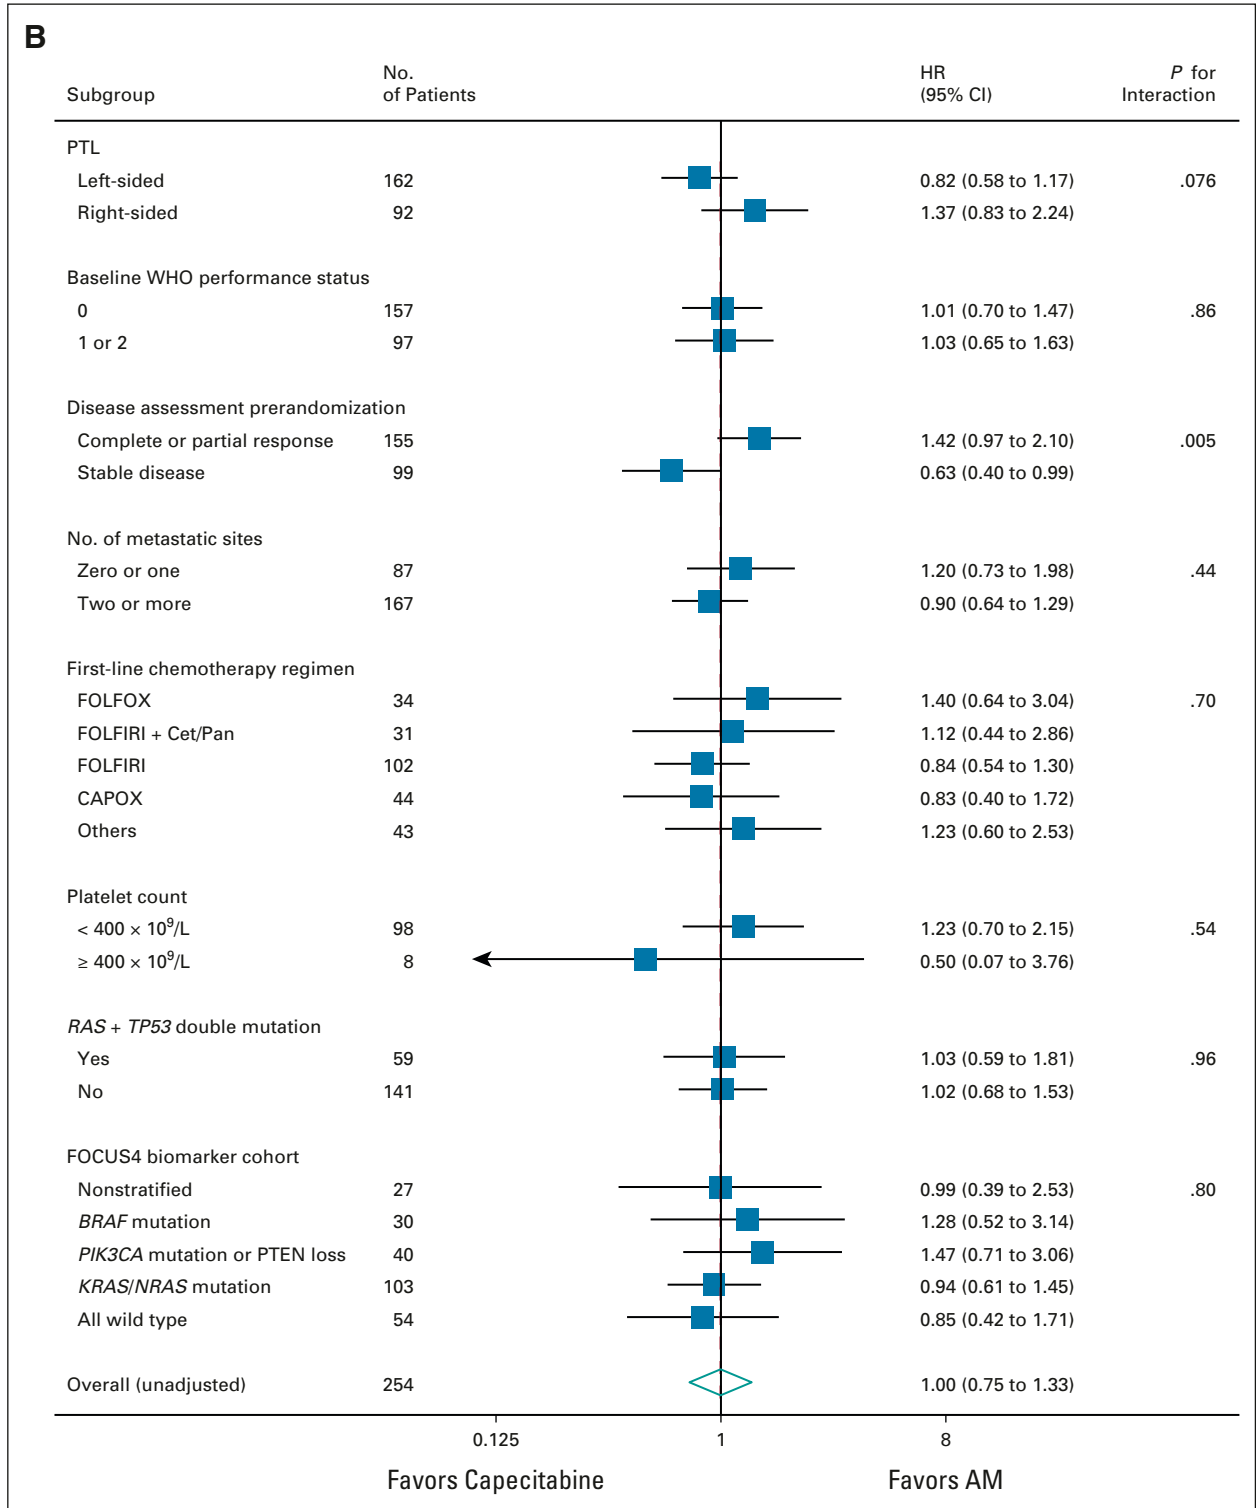 B
Subgroup No. of Patients HR (95% CI) P for Interaction
PTL
Left-sided 162 0.82 (0.58 to 1.17) .076
Right-sided 92 1.37 (0.83 to 2.24)
Baseline WHO performance status
0 157 1.01 (0.70 to 1.47) .86
1 or 2 97 1.03 (0.65 to 1.63)
Disease assessment prerandomization
Complete or partial response 155 1.42 (0.97 to 2.10) .005
Stable disease 99 0.63 (0.40 to 0.99)
No. of metastatic sites
Zero or one 87 1.20 (0.73 to 1.98) .44
Two or more 167 0.90 (0.64 to 1.29)
First-line chemotherapy regimen
FOLFOX 34 1.40 (0.64 to 3.04) .70
FOLFIRI + Cet/Pan 31 1.12 (0.44 to 2.86)
FOLFIRI 102 0.84 (0.54 to 1.30)
CAPOX 44 0.83 (0.40 to 1.72)
Others 43 1.23 (0.60 to 2.53)
Platelet count
< 400 × 10⁹/L 98 1.23 (0.70 to 2.15) .54
≥ 400 × 10⁹/L 8 0.50 (0.07 to 3.76)
RAS + TP53 double mutation
Yes 59 1.03 (0.59 to 1.81) .96
No 141 1.02 (0.68 to 1.53)
FOCUS4 biomarker cohort
Nonstratified 27 0.99 (0.39 to 2.53) .80
BRAF mutation 30 1.28 (0.52 to 3.14)
PIK3CA mutation or PTEN loss 40 1.47 (0.71 to 3.06)
KRAS/NRAS mutation 103 0.94 (0.61 to 1.45)
All wild type 54 0.85 (0.42 to 1.71)
Overall (unadjusted) 254 1.00 (0.75 to 1.33)
0.125 1 8
Favors Capecitabine Favors AM